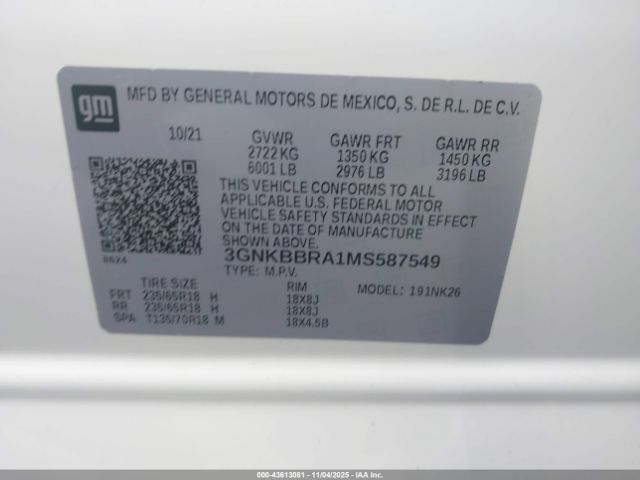 gm
MFD BY GENERAL MOTORS DE MEXICO, S. DE R.L. DE C.V.
10/21 GVWR GAWR FRT GAWR RR
2722 KG 1350 KG 1450 KG
6001 LB 2976 LB 3196 LB
THIS VEHICLE CONFORMS TO ALL
APPLICABLE U.S. FEDERAL MOTOR
VEHICLE SAFETY STANDARDS IN EFFECT
ON THE DATE OF MANUFACTURE
SHOWN ABOVE.
8624
3GNKBBRA1MS587549
TYPE: M.P.V.
TIRE SIZE RIM MODEL: 191NK26
FRT 235/65R18 H 18X8J
RR 235/65R18 H 18X8J
SPA T135/70R18 M 18X4.5B
000-43613081 - 11/04/2025 - IAAI.com